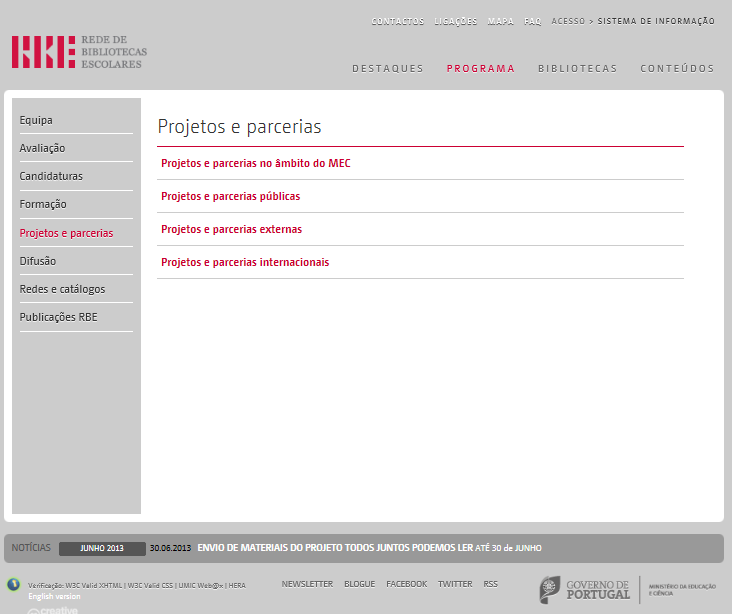 CONTACTOS LIGAÇÕES MAPA FAQ ACESSO > SISTEMA DE INFORMAÇÃO
RBE REDE DE
BIBLIOTECAS
ESCOLARES
DESTAQUES PROGRAMA BIBLIOTECAS CONTEÚDOS
Equipa
Avaliação
Candidaturas
Formação
Projetos e parcerias
Difusão
Redes e catálogos
Publicações RBE
Projetos e parcerias
Projetos e parcerias no âmbito do MEC
Projetos e parcerias públicas
Projetos e parcerias externas
Projetos e parcerias internacionais
NOTÍCIAS JUNHO 2013 30.06.2013 ENVIO DE MATERIAIS DO PROJETO TODOS JUNTOS PODEMOS LER ATÉ 30 de JUNHO
Verificação: W3C Valid XHTML | W3C Valid CSS | UMIC Web@x | HERA
English version
creative
NEWSLETTER BLOGUE FACEBOOK TWITTER RSS
GOVERNO DE
PORTUGAL
MINISTÉRIO DA EDUCAÇÃO
E CIÊNCIA